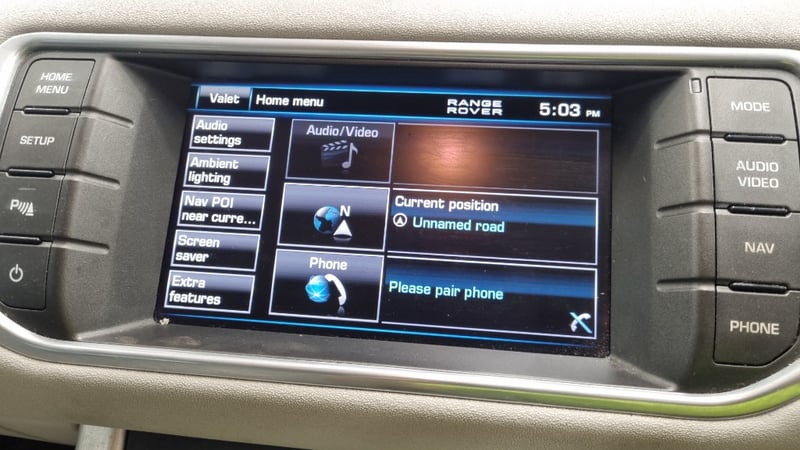 HOME
MENU
SETUP
P
Valet
Home menu
RANGE
ROVER
5:03 PM
Audio
settings
Ambient
lighting
Nav POI
near curre...
Screen
saver
Extra
features
Audio/Video
N
Phone
Current position
Unnamed road
Please pair phone
MODE
AUDIO
VIDEO
NAV
PHONE